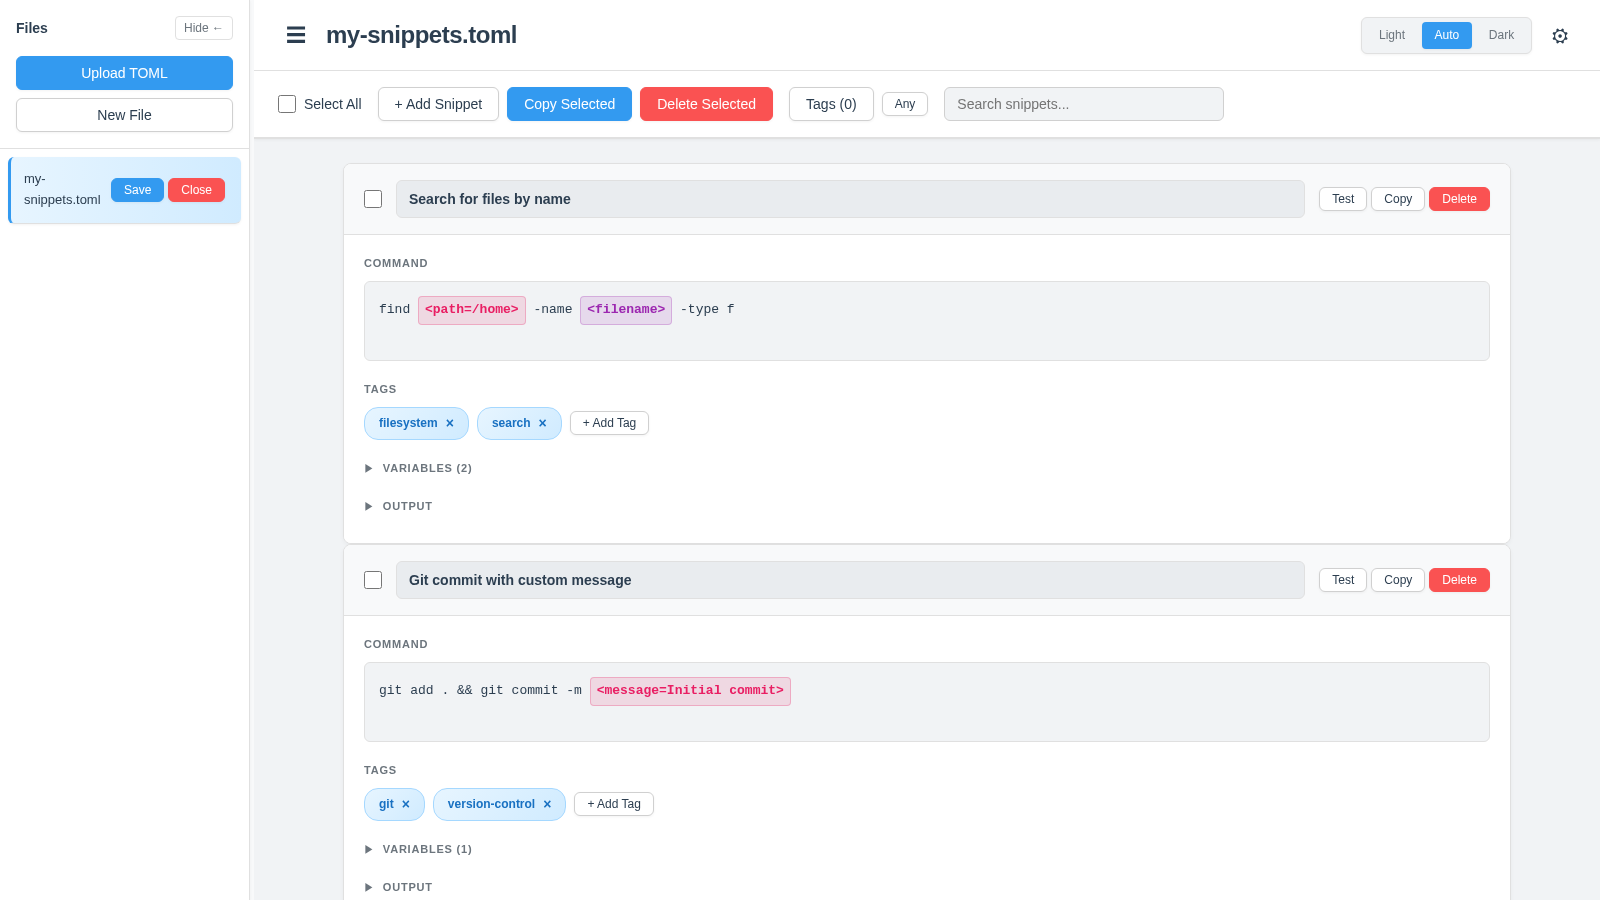 Files
Hide ←
Upload TOML
New File
my-
snippets.toml
Save
Close
☰ my-snippets.toml
Light Auto Dark
Select All
+ Add Snippet
Copy Selected
Delete Selected
Tags (0)
Any
Search snippets...
Search for files by name
Test Copy Delete
COMMAND
find <path=/home> -name <filename> -type f
TAGS
filesystem × search × + Add Tag
▶ VARIABLES (2)
▶ OUTPUT
Git commit with custom message
Test Copy Delete
COMMAND
git add . && git commit -m <message=Initial commit>
TAGS
git × version-control × + Add Tag
▶ VARIABLES (1)
▶ OUTPUT